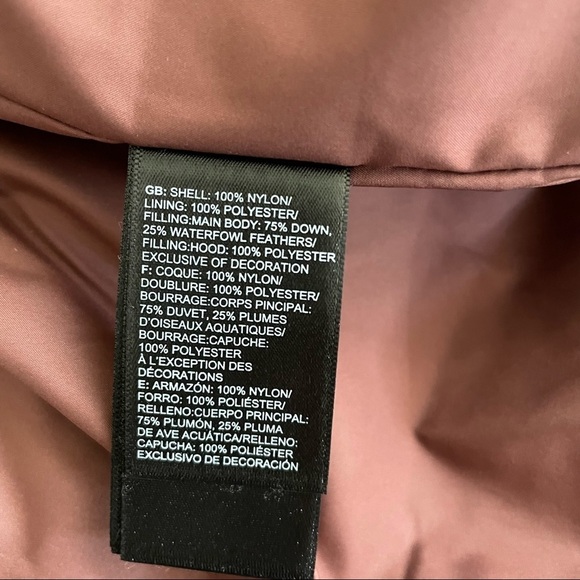 GB: SHELL: 100% NYLON/
LINING: 100% POLYESTER/
FILLING:MAIN BODY: 75% DOWN,
25% WATERFOWL FEATHERS/
FILLING:HOOD: 100% POLYESTER
EXCLUSIVE OF DECORATION
F: COQUE: 100% NYLON/
DOUBLURE: 100% POLYESTER/
BOURRAGE:CORPS PINCIPAL:
75% DUVET, 25% PLUMES
D'OISEAUX AQUATIQUES/
BOURRAGE:CAPUCHE:
100% POLYESTER
À L'EXCEPTION DES
DÉCORATIONS
E: ARMAZÓN: 100% NYLON/
FORRO: 100% POLIÉSTER/
RELLENO:CUERPO PRINCIPAL:
75% PLUMÓN, 25% PLUMA
DE AVE ACUÁTICA/RELLENO:
CAPUCHA: 100% POLIÉSTER
EXCLUSIVO DE DECORACIÓN